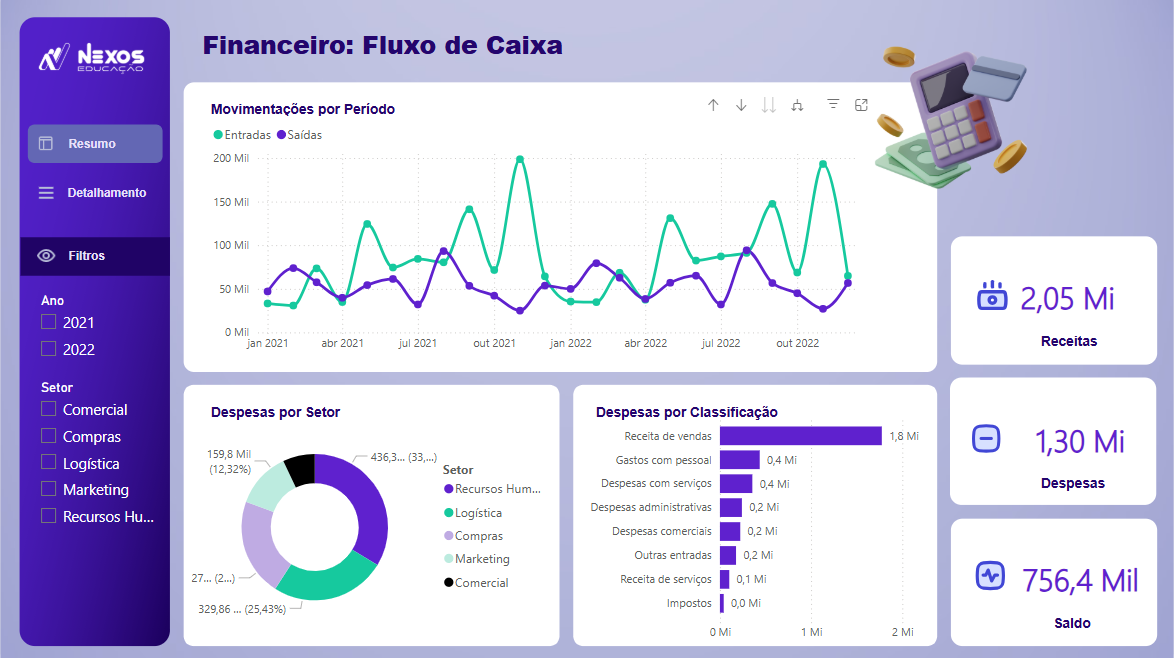 NEXOS
EDUCAÇÃO
Resumo
Detalhamento
Filtros
Ano
2021
2022
Setor
Comercial
Compras
Logística
Marketing
Recursos Hu...
Financeiro: Fluxo de Caixa
Movimentações por Período
Entradas Saídas
200 Mil
150 Mil
100 Mil
50 Mil
0 Mil
jan 2021 abr 2021 jul 2021 out 2021 jan 2022 abr 2022 jul 2022 out 2022
Despesas por Setor
159,8 Mil
(12,32%)
436,3... (33,...)
27... (2...)
329,86 ... (25,43%)
Setor
Recursos Hum...
Logística
Compras
Marketing
Comercial
Despesas por Classificação
Receita de vendas 1,8 Mi
Gastos com pessoal 0,4 Mi
Despesas com serviços 0,4 Mi
Despesas administrativas 0,2 Mi
Despesas comerciais 0,2 Mi
Outras entradas 0,2 Mi
Receita de serviços 0,1 Mi
Impostos 0,0 Mi
0 Mi 1 Mi 2 Mi
2,05 Mi
Receitas
1,30 Mi
Despesas
756,4 Mil
Saldo